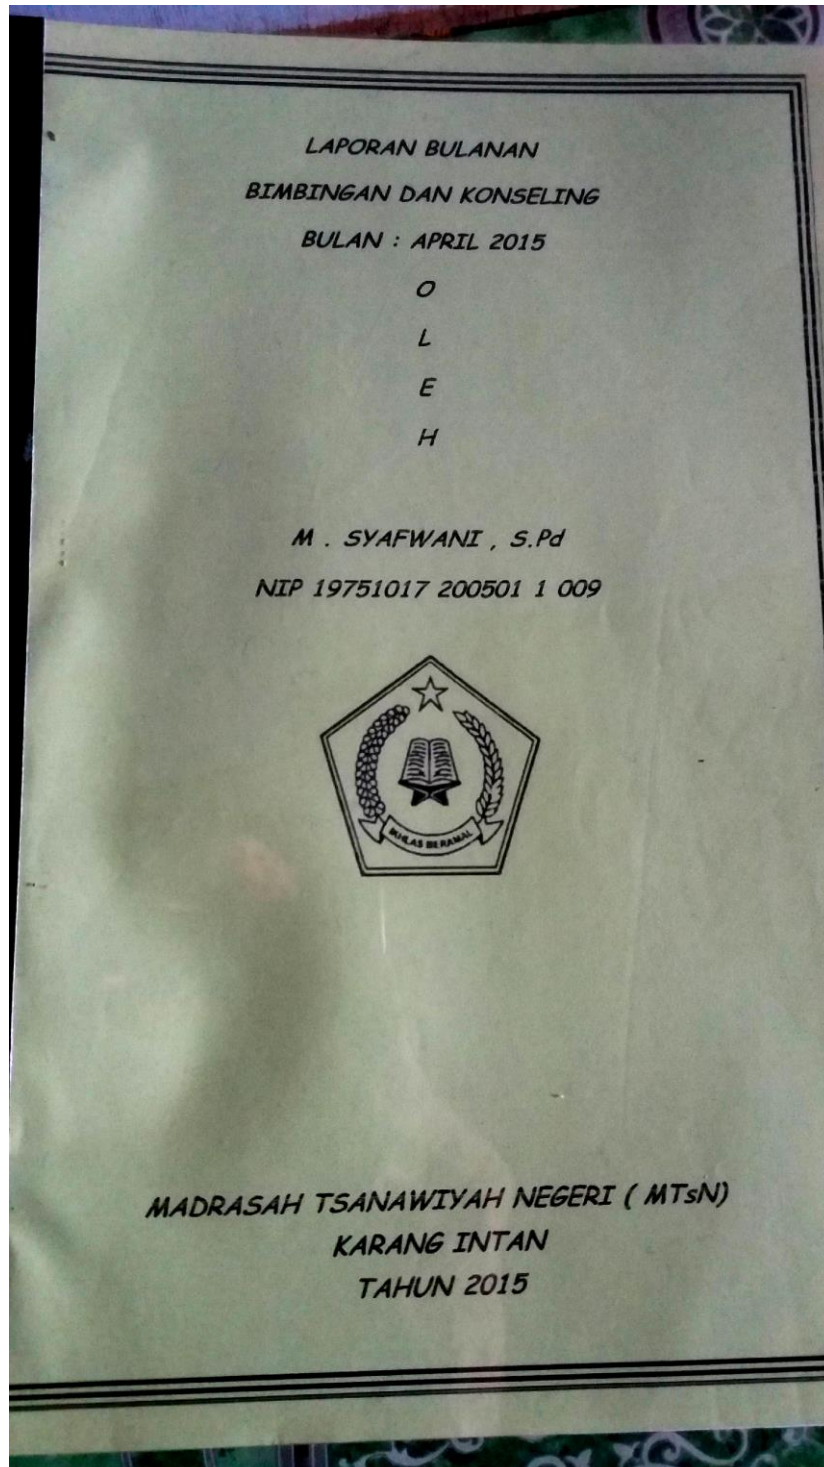 LAPORAN BULANAN
BIMBINGAN DAN KONSELING
BULAN : APRIL 2015
O
L
E
H
M . SYAFWANI , S.Pd
NIP 19751017 200501 1 009
IKHLAS BERAMAL
MADRASAH TSANAWIYAH NEGERI ( MTsN)
KARANG INTAN
TAHUN 2015